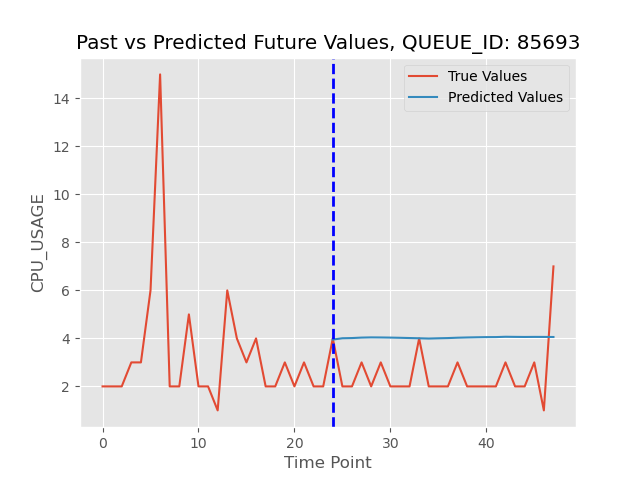 Past vs Predicted Future Values, QUEUE_ID: 85693
True Values
Predicted Values
CPU_USAGE
14
12
10
8
6
4
2
0 10 20 30 40
Time Point